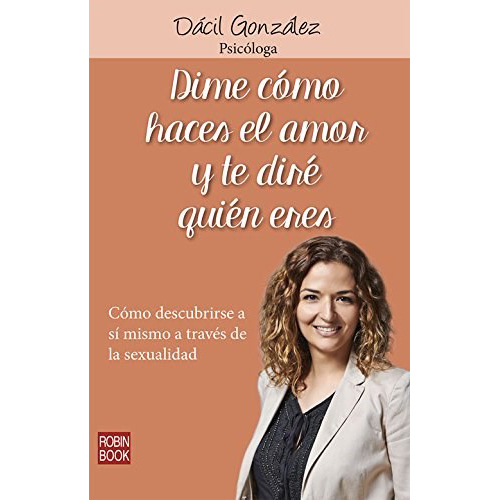 Dácil González
Psicóloga
Dime cómo
haces el amor
y te diré
quién eres
Cómo descubrirse a
sí mismo a través de
la sexualidad
ROBIN
BOOK